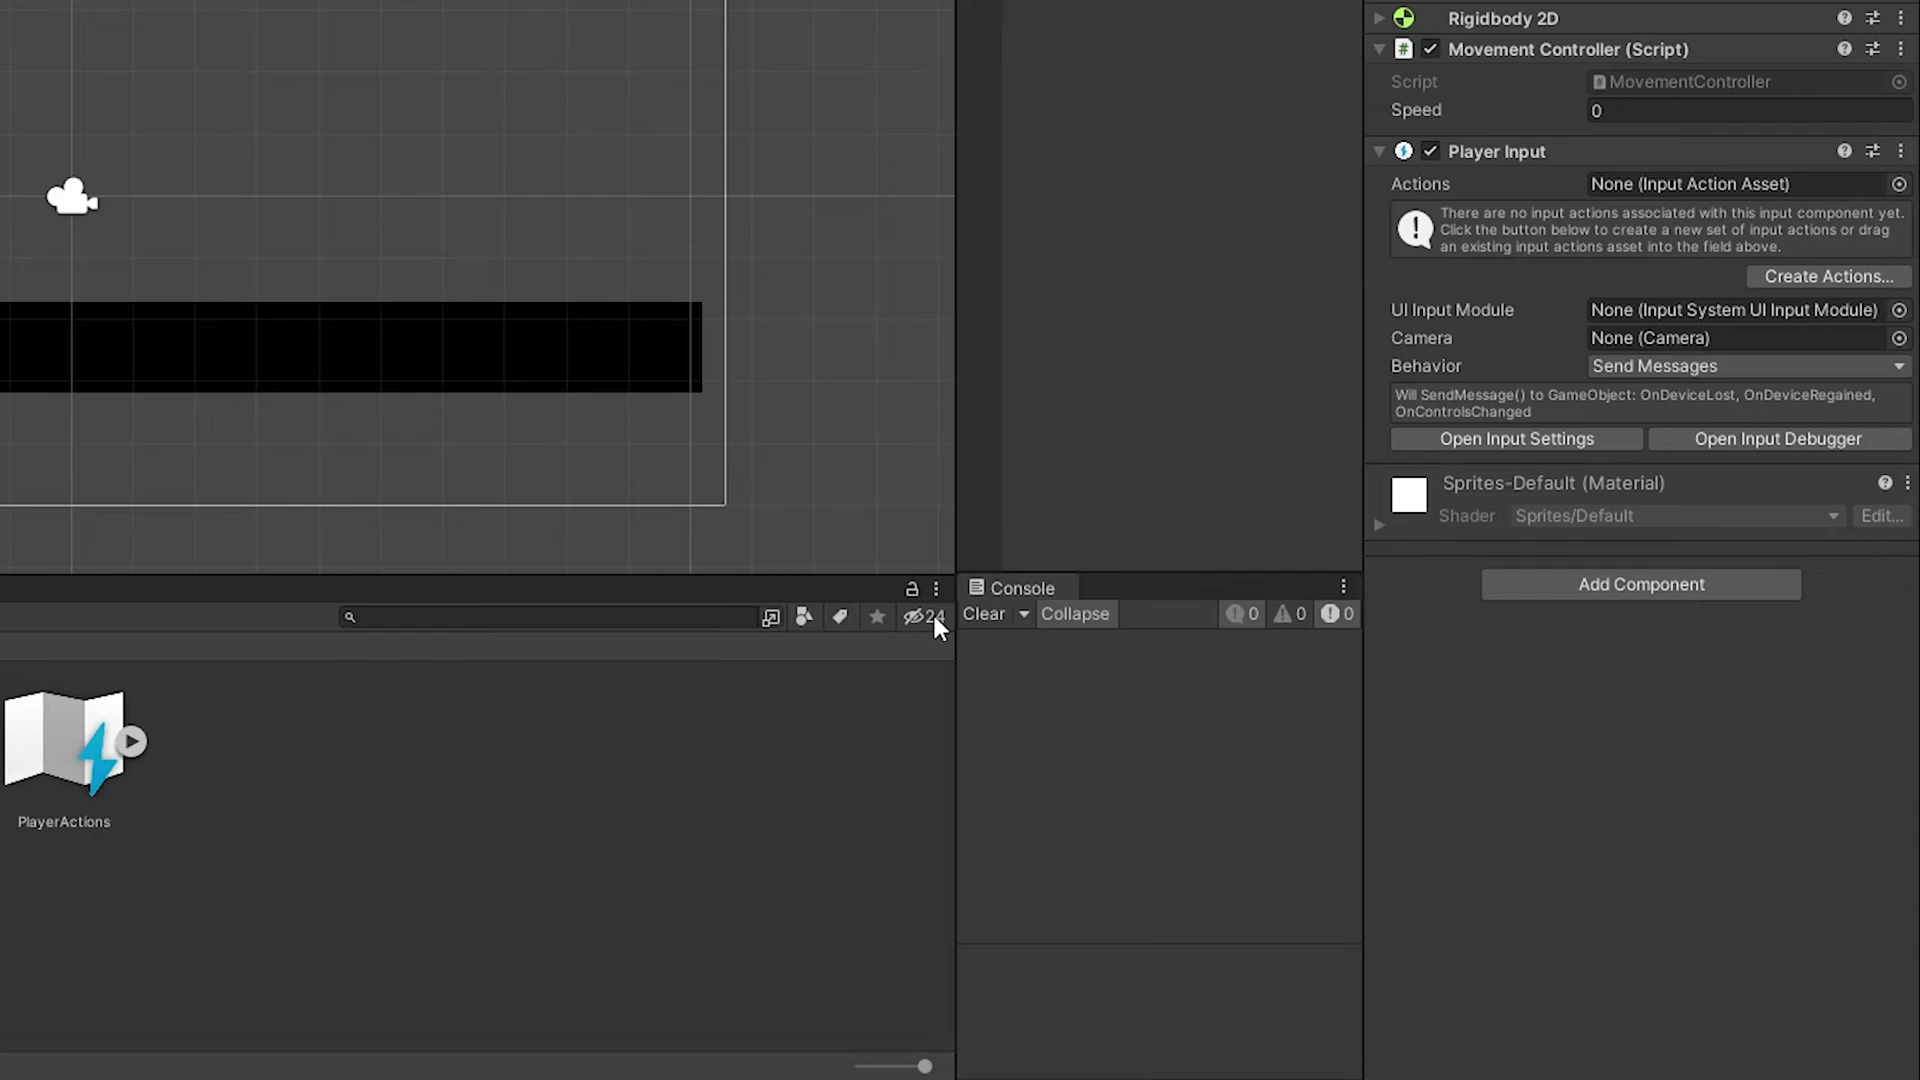 Rigidbody 2D
Movement Controller (Script)
Script MovementController
Speed 0
Player Input
Actions None (Input Action Asset)
There are no input actions associated with this input component yet.
Click the button below to create a new set of input actions or drag
an existing input actions asset into the field above.
Create Actions...
UI Input Module None (Input System UI Input Module)
Camera None (Camera)
Behavior Send Messages
Will SendMessage() to GameObject: OnDeviceLost, OnDeviceRegained,
OnControlsChanged
Open Input Settings Open Input Debugger
Sprites-Default (Material)
Shader Sprites/Default Edit...
Add Component
24
Console
Clear Collapse 0 0 0
PlayerActions